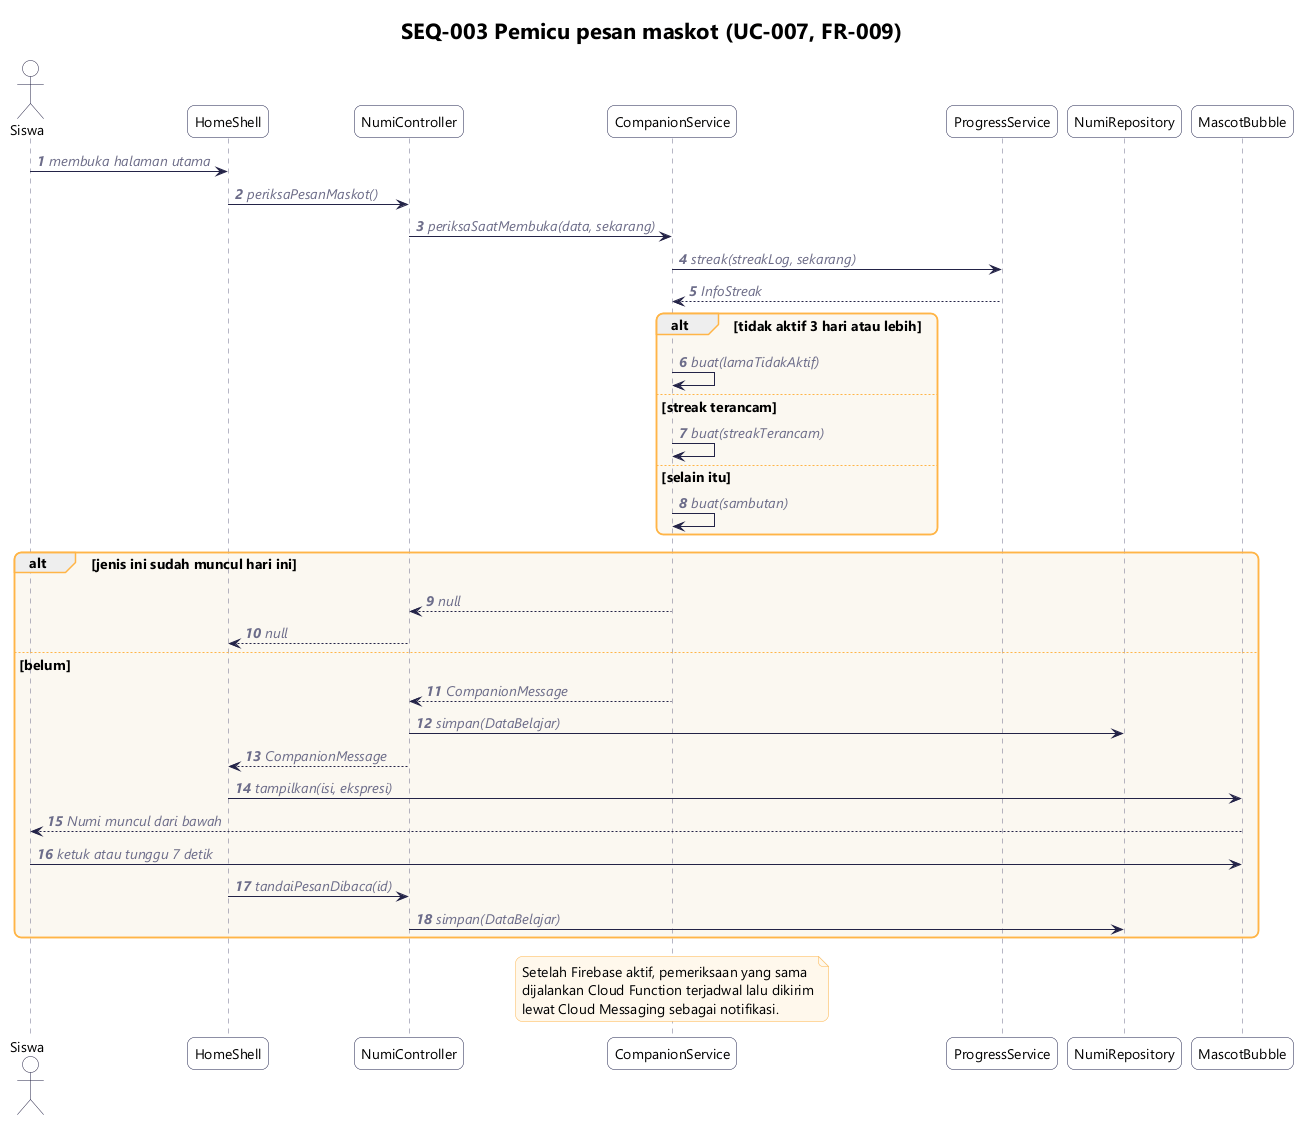 SEQ-003 Pemicu pesan maskot (UC-007, FR-009)
Siswa
HomeShell
NumiController
CompanionService
ProgressService
NumiRepository
MascotBubble
1 membuka halaman utama
2 periksaPesanMaskot()
3 periksaSaatMembuka(data, sekarang)
4 streak(streakLog, sekarang)
5 InfoStreak
alt [tidak aktif 3 hari atau lebih]
6 buat(lamaTidakAktif)
[streak terancam]
7 buat(streakTerancam)
[selain itu]
8 buat(sambutan)
alt [jenis ini sudah muncul hari ini]
9 null
10 null
[belum]
11 CompanionMessage
12 simpan(DataBelajar)
13 CompanionMessage
14 tampilkan(isi, ekspresi)
15 Numi muncul dari bawah
16 ketuk atau tunggu 7 detik
17 tandaiPesanDibaca(id)
18 simpan(DataBelajar)
Setelah Firebase aktif, pemeriksaan yang sama
dijalankan Cloud Function terjadwal lalu dikirim
lewat Cloud Messaging sebagai notifikasi.
Siswa
HomeShell
NumiController
CompanionService
ProgressService
NumiRepository
MascotBubble